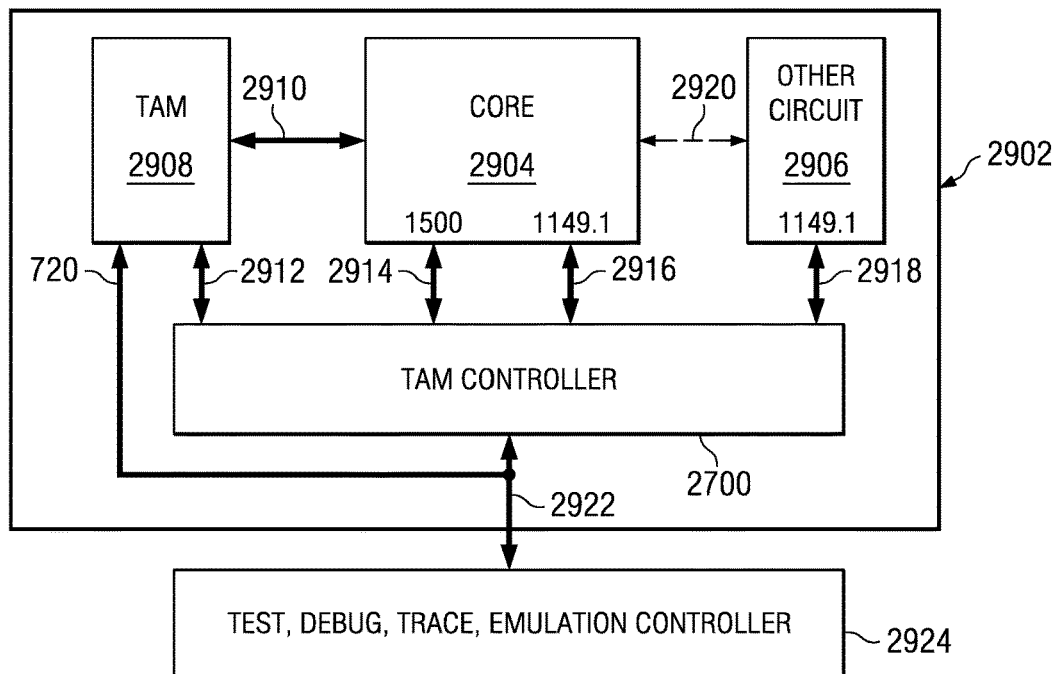 TAM
2908
2910
CORE
2904
1500
1149.1
2920
OTHER
CIRCUIT
2906
1149.1
2902
720
2912
2914
2916
2918
TAM CONTROLLER
2700
2922
TEST, DEBUG, TRACE, EMULATION CONTROLLER
2924